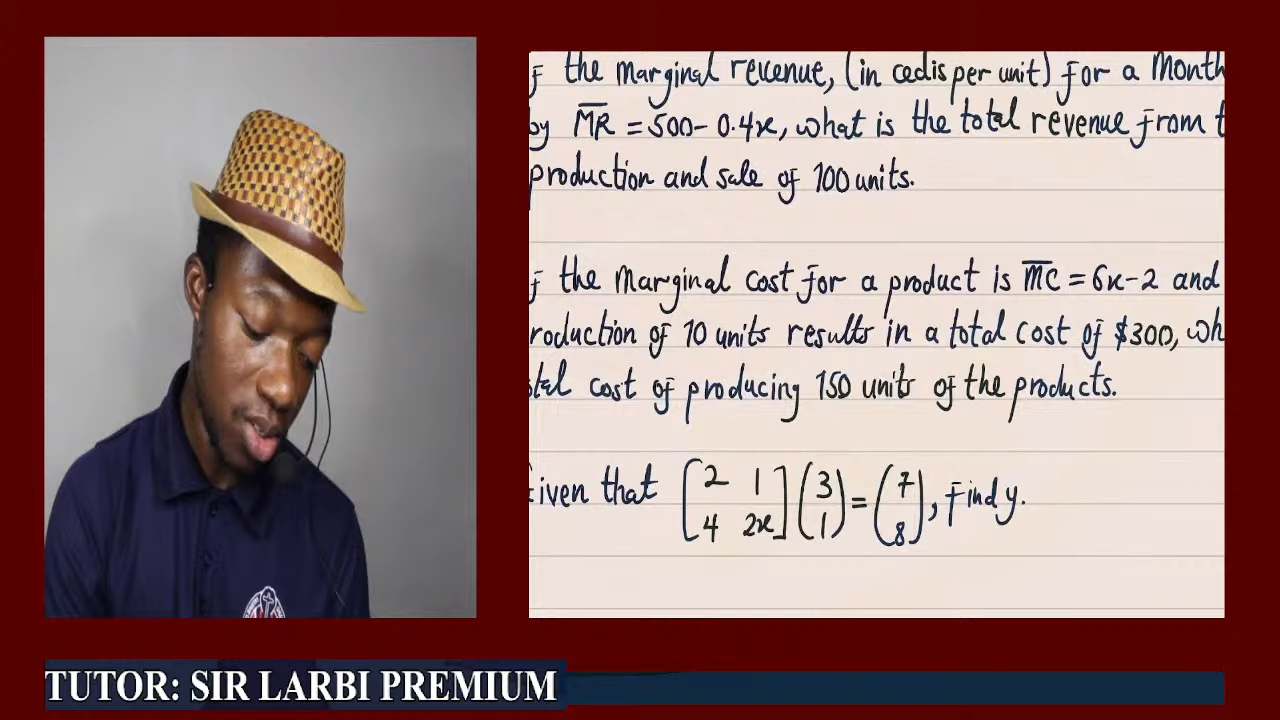 f the marginal revenue, (in cedis per unit) for a month
by MR = 500 - 0.4x, what is the total revenue from t
production and sale of 100 units.
f the marginal cost for a product is MC = 6x - 2 and
roduction of 10 units results in a total cost of $300, wh
otal cost of producing 150 units of the products.
iven that [2 1 (3 = (7 , find y.
4 2x] 1) 8)
TUTOR: SIR LARBI PREMIUM